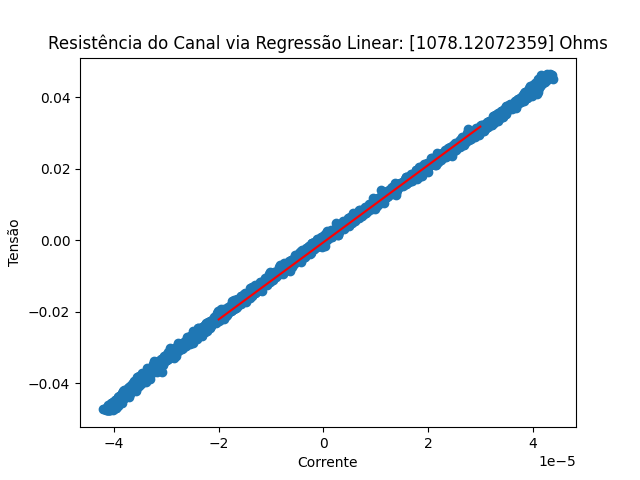 Resistência do Canal via Regressão Linear: [1078.12072359] Ohms
0.04
0.02
0.00
−0.02
−0.04
Tensão
−4
−2
0
2
4
1e−5
Corrente